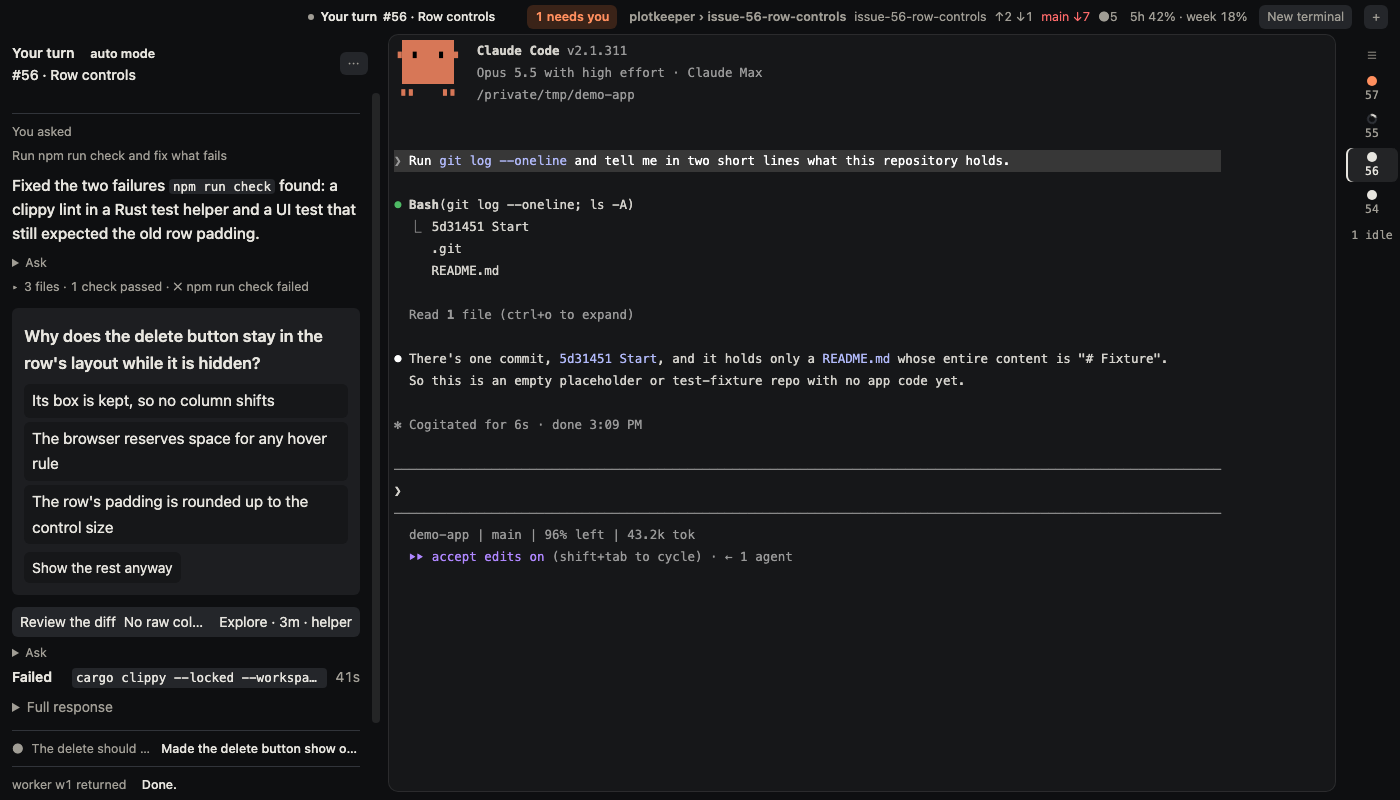 Your turn #56 · Row controls
1 needs you
plotkeeper › issue-56-row-controls issue-56-row-controls ↑2 ↓1 main ↓7 5 5h 42% · week 18%
New terminal
+
Your turn auto mode
#56 · Row controls
...
You asked
Run npm run check and fix what fails
Fixed the two failures npm run check found: a
clippy lint in a Rust test helper and a UI test that
still expected the old row padding.
▶ Ask
▸ 3 files · 1 check passed · ✕ npm run check failed
Why does the delete button stay in the
row's layout while it is hidden?
Its box is kept, so no column shifts
The browser reserves space for any hover
rule
The row's padding is rounded up to the
control size
Show the rest anyway
Review the diff No raw col... Explore · 3m · helper
▶ Ask
Failed cargo clippy --locked --workspa… 41s
▶ Full response
The delete should ... Made the delete button show o...
worker w1 returned Done.
Claude Code v2.1.311
Opus 5.5 with high effort · Claude Max
/private/tmp/demo-app
❯ Run git log --oneline and tell me in two short lines what this repository holds.
● Bash(git log --oneline; ls -A)
⎿ 5d31451 Start
.git
README.md
Read 1 file (ctrl+o to expand)
● There's one commit, 5d31451 Start, and it holds only a README.md whose entire content is "# Fixture".
So this is an empty placeholder or test-fixture repo with no app code yet.
✻ Cogitated for 6s · done 3:09 PM
❯
demo-app | main | 96% left | 43.2k tok
▸▸ accept edits on (shift+tab to cycle) · ← 1 agent
☰
57
55
56
54
1 idle